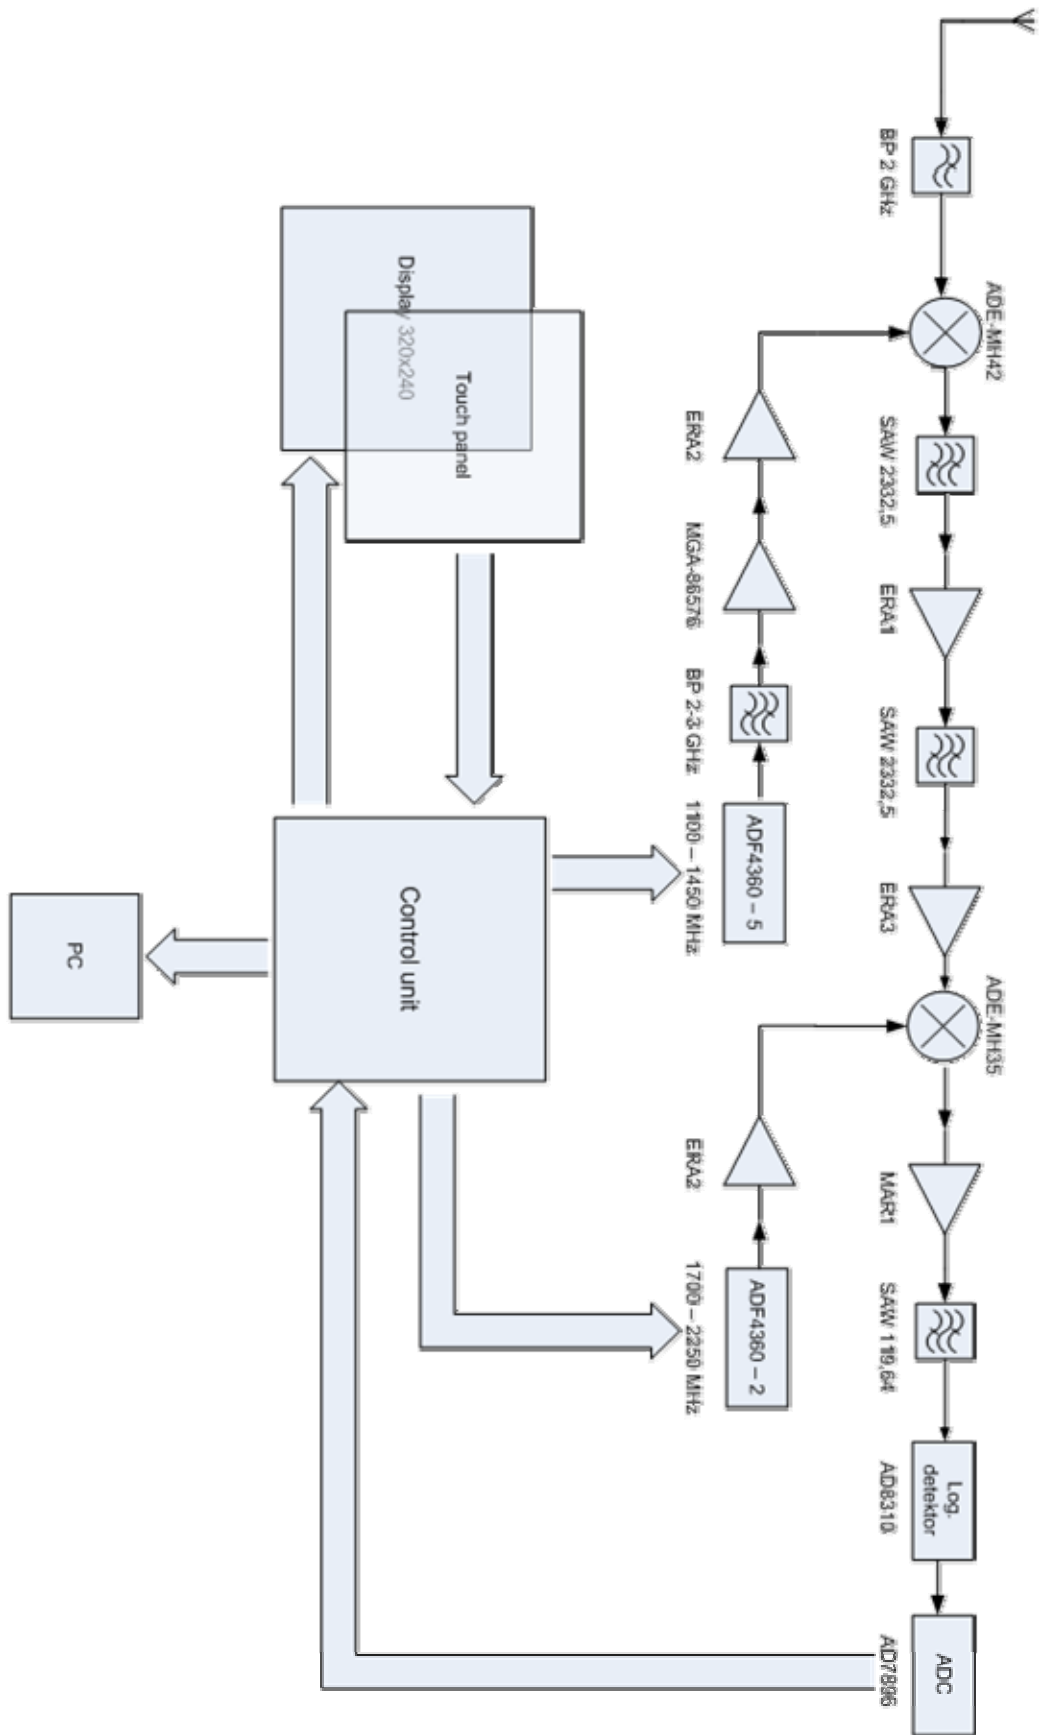 BP 2 GHz
ADE-MH42
SAW 2332,5
ERA1
SAW 2332,5
ERA3
ADE-MH35
MAR1
SAW 119,64
Log-
detektor
AD8310
ADC
AD7896
ERA2
MGA-86576
BP 2-3 GHz
ADF4360 – 5
1100 – 1450 MHz
ERA2
ADF4360 – 2
1700 – 2250 MHz
Display 320x240
Touch panel
Control unit
PC